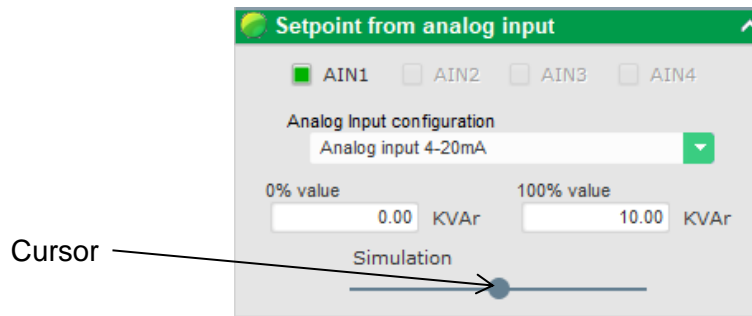 Setpoint from analog input
AIN1 AIN2 AIN3 AIN4
Analog Input configuration
Analog input 4-20mA
0% value 100% value
0.00 KVAr 10.00 KVAr
Cursor
Simulation